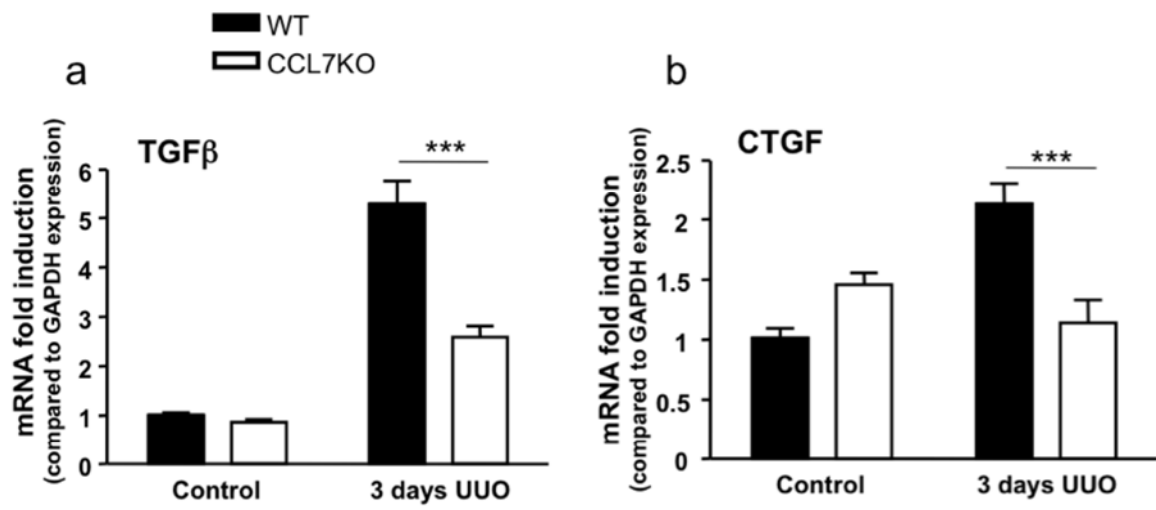 WT
CCL7KO
a
TGFβ
***
mRNA fold induction
(compared to GAPDH expression)
6
5
4
3
2
1
0
Control
3 days UUO
b
CTGF
***
mRNA fold induction
(compared to GAPDH expression)
2.5
2
1.5
1
0.5
0
Control
3 days UUO